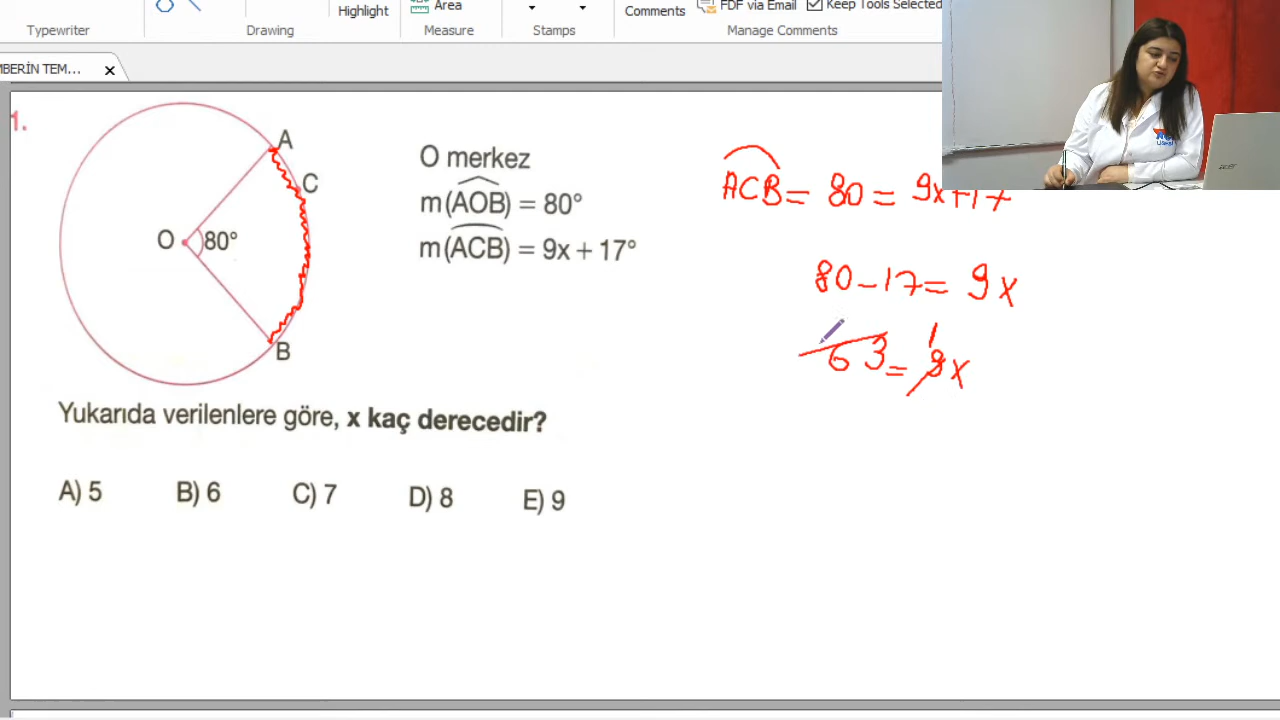 Typewriter
Highlight
Drawing
Area
Measure
Stamps
Comments
FDF via Email
Keep Tools Selected
Manage Comments
MBERİN TEM...
1.
A
C
O
80°
B
O merkez
m(AOB) = 80°
m(ACB) = 9x + 17°
ACB = 80 = 9x+17
80-17 = 9x
63 = 9x
1
Yukarıda verilenlere göre, x kaç derecedir?
A) 5 B) 6 C) 7 D) 8 E) 9